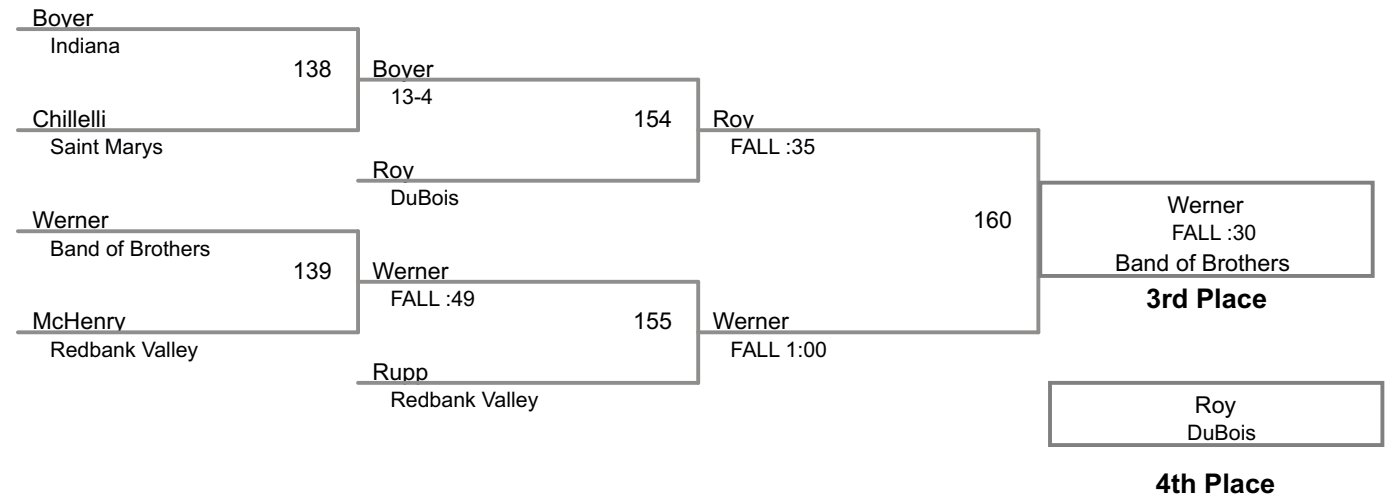 Boyer
Indiana
138
Boyer
13-4
Chillelli
Saint Marys
154
Roy
FALL :35
Roy
DuBois
Werner
Band of Brothers
160
Werner
FALL :30
Band of Brothers
3rd Place
139
Werner
FALL :49
McHenry
Redbank Valley
155
Werner
FALL 1:00
Rupp
Redbank Valley
Roy
DuBois
4th Place